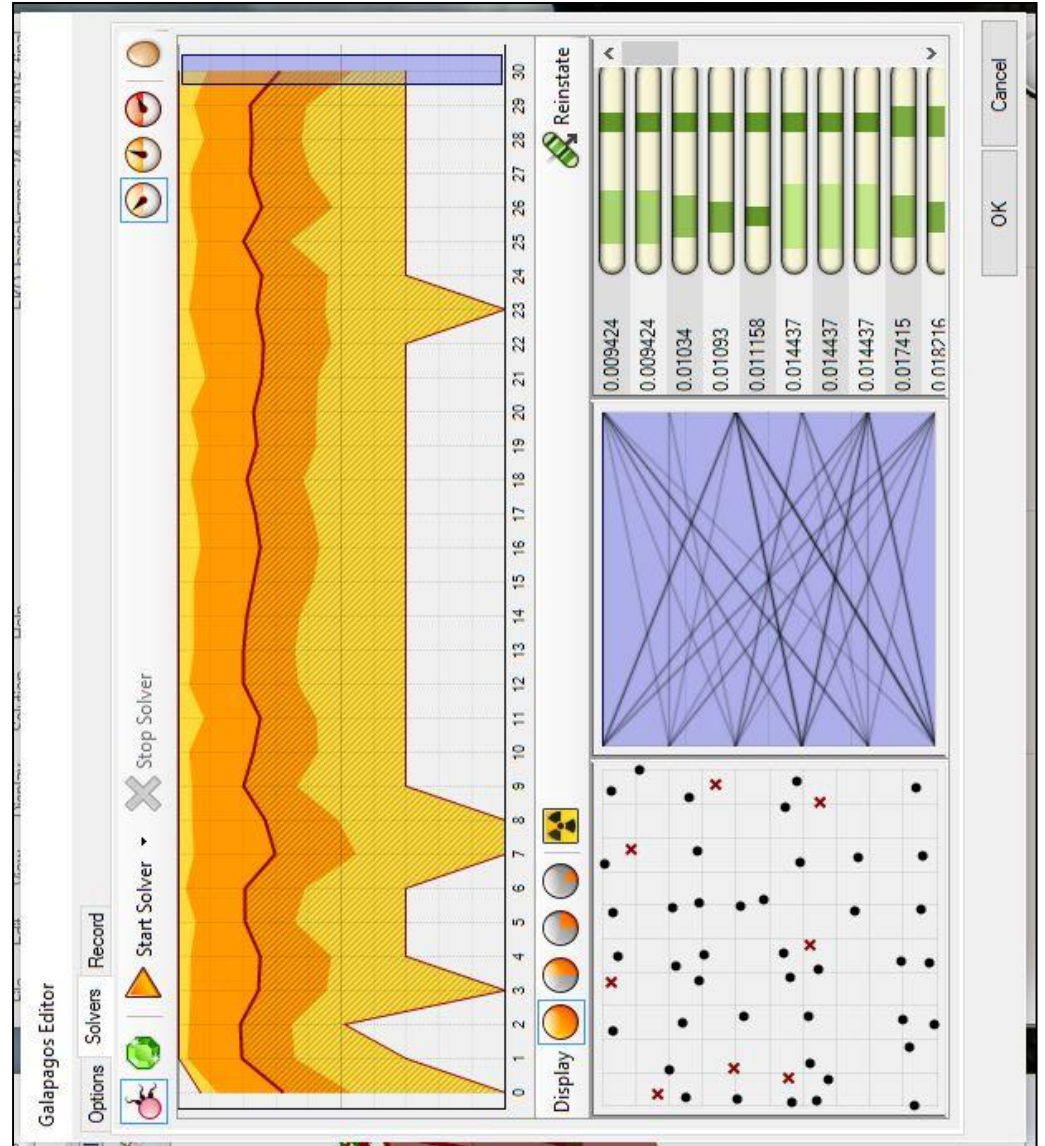 Galapagos Editor
Options Solvers Record
Start Solver Stop Solver
0 1 2 3 4 5 6 7 8 9 10 11 12 13 14 15 16 17 18 19 20 21 22 23 24 25 26 27 28 29 30
Display Reinstate
0.009424
0.009424
0.01034
0.01093
0.011158
0.014437
0.014437
0.014437
0.017415
0.018216
OK Cancel